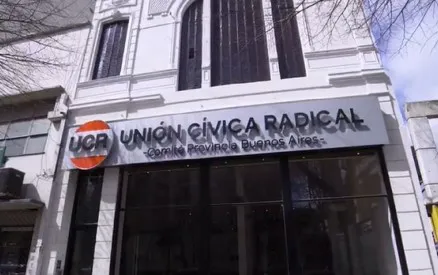 UCR
UNIÓN CÍVICA RADICAL
-Comité Provincia Buenos Aires-